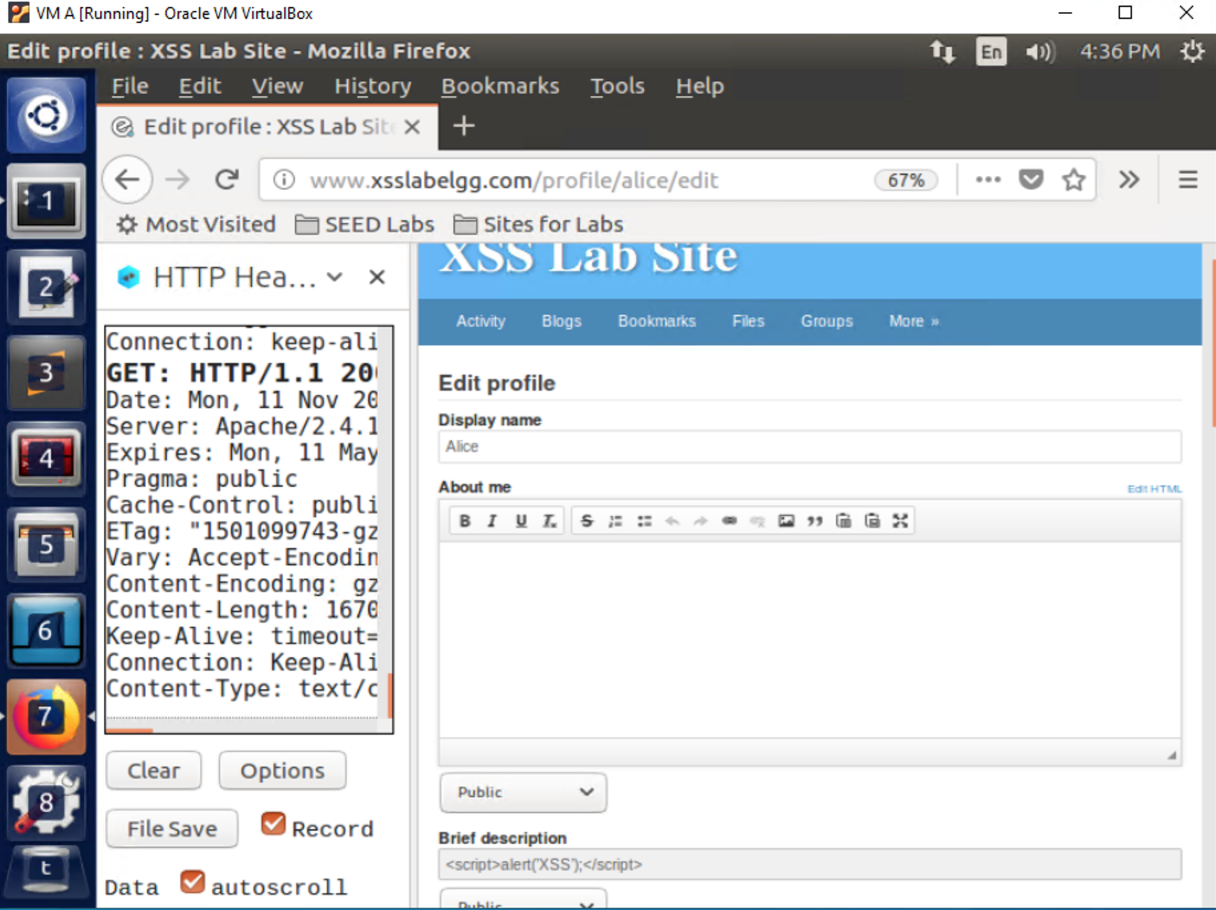 VM A [Running] - Oracle VM VirtualBox
Edit profile : XSS Lab Site - Mozilla Firefox
En
4:36 PM
File Edit View History Bookmarks Tools Help
Edit profile : XSS Lab Site
www.xsslabelgg.com/profile/alice/edit
67%
Most Visited SEED Labs Sites for Labs
1
2
3
4
5
6
7
8
t
HTTP Hea...
Connection: keep-ali
GET: HTTP/1.1 20
Date: Mon, 11 Nov 20
Server: Apache/2.4.1
Expires: Mon, 11 May
Pragma: public
Cache-Control: publi
ETag: "1501099743-gz
Vary: Accept-Encodin
Content-Encoding: gz
Content-Length: 1670
Keep-Alive: timeout=
Connection: Keep-Ali
Content-Type: text/c
Clear Options
File Save Record
Data autoscroll
XSS Lab Site
Activity Blogs Bookmarks Files Groups More »
Edit profile
Display name
Alice
About me
Edit HTML
B I U Tx S
Public
Brief description
<script>alert('XSS');</script>
Public